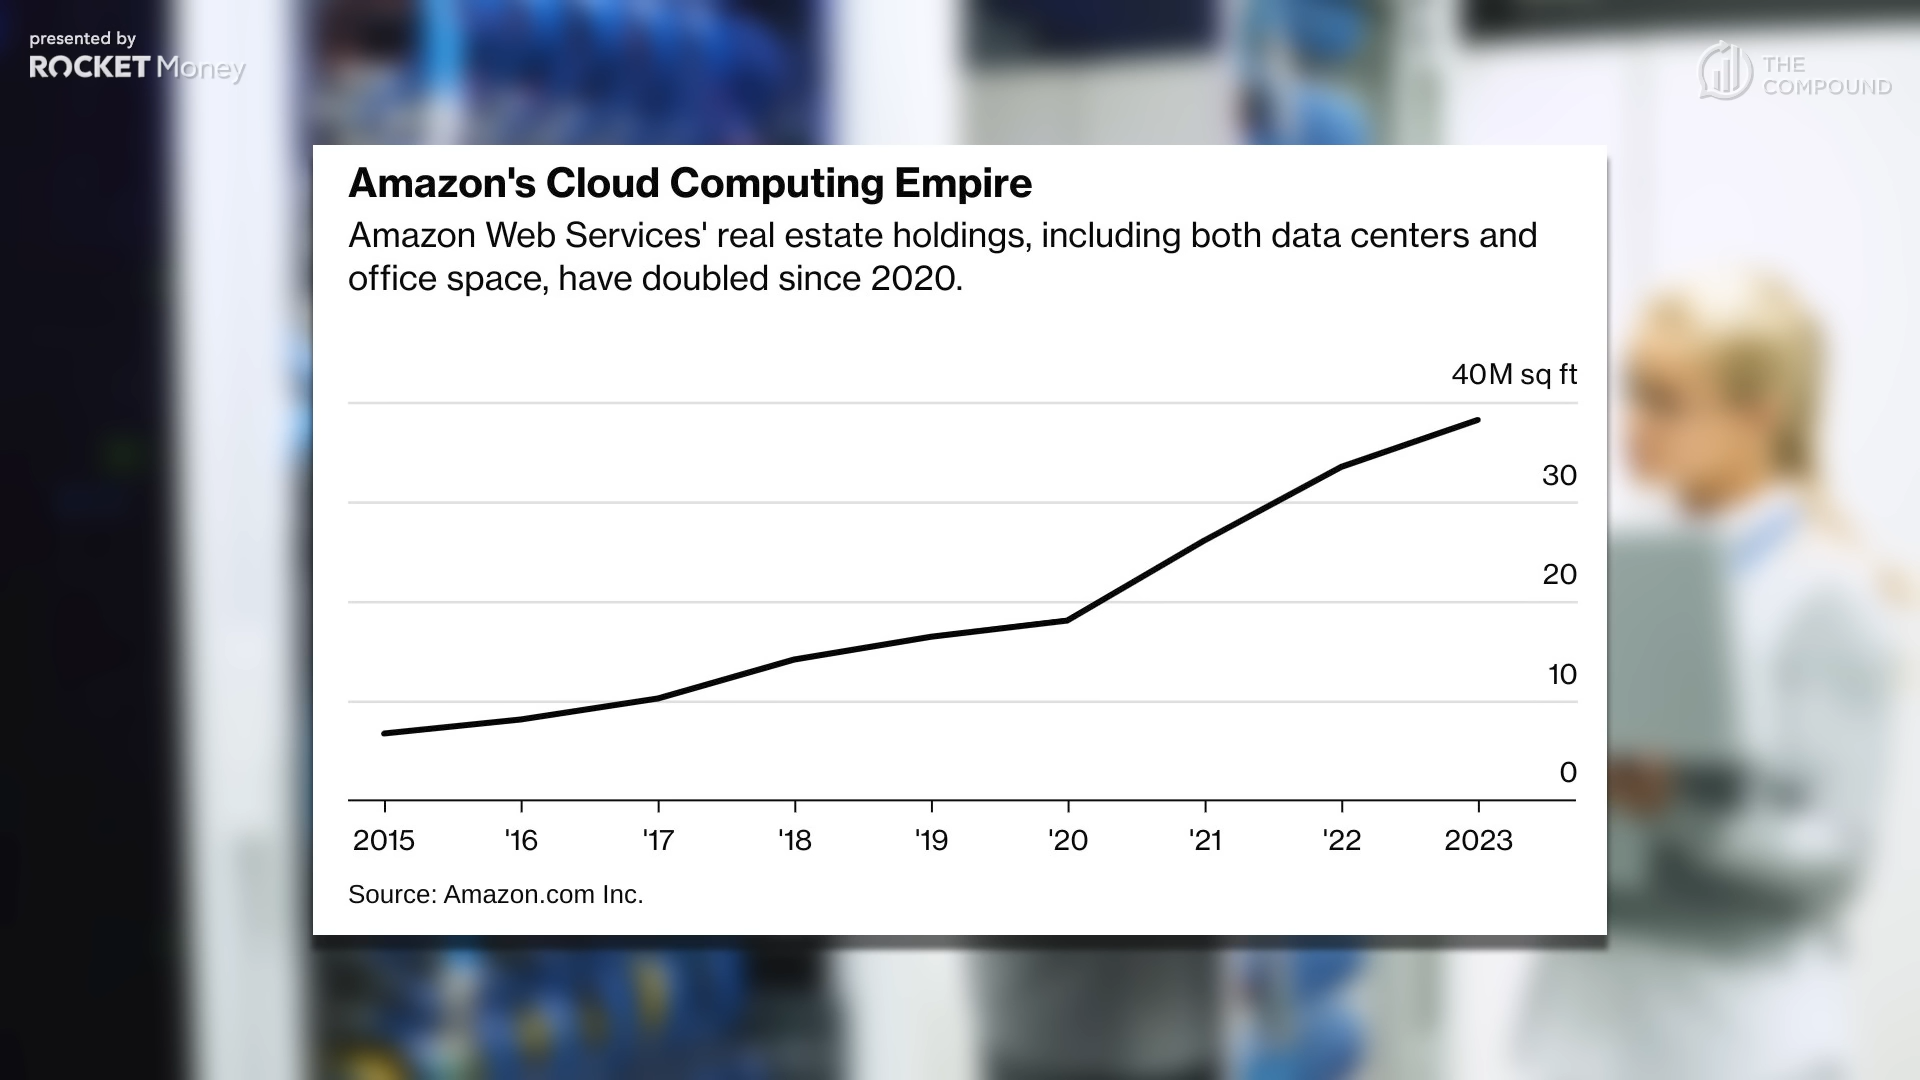 presented by
ROCKET Money
THE
COMPOUND
Amazon's Cloud Computing Empire
Amazon Web Services' real estate holdings, including both data centers and
office space, have doubled since 2020.
40M sq ft
30
20
10
0
2015 '16 '17 '18 '19 '20 '21 '22 2023
Source: Amazon.com Inc.